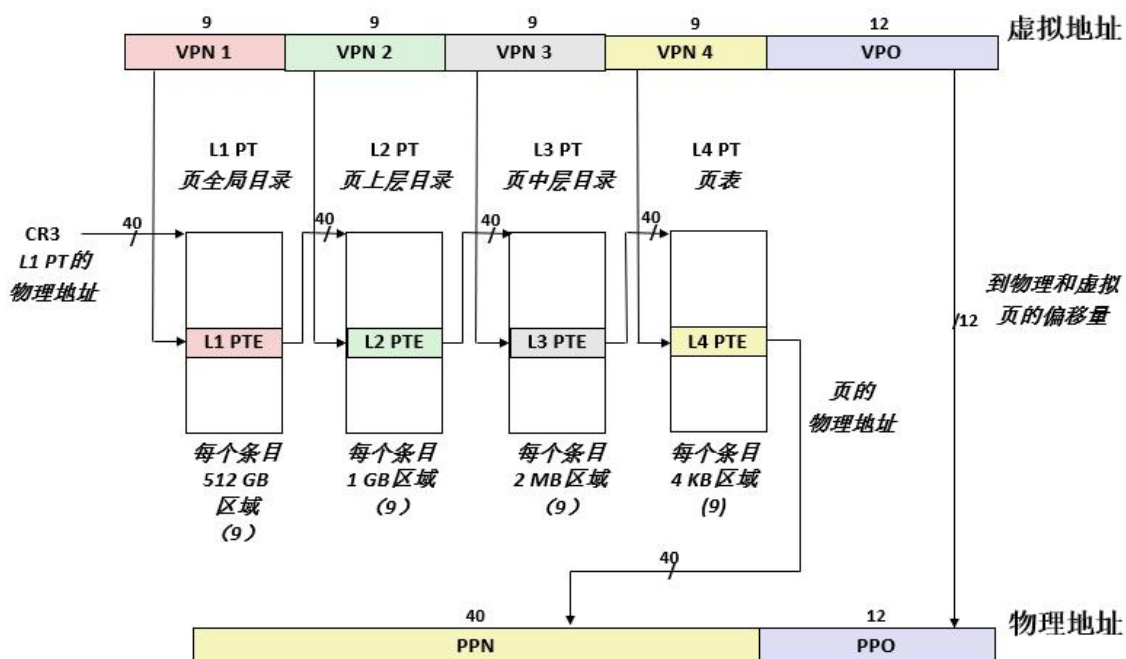 9 9 9 9 12
虚拟地址
VPN 1 VPN 2 VPN 3 VPN 4 VPO
L1 PT
页全局目录
L2 PT
页上层目录
L3 PT
页中层目录
L4 PT
页表
CR3
L1 PT的
物理地址
40
40
40
40
L1 PTE
L2 PTE
L3 PTE
L4 PTE
到物理和虚拟
页的偏移量
/12
页的
物理地址
每个条目
512 GB
区域
（9）
每个条目
1 GB区域
（9）
每个条目
2 MB区域
（9）
每个条目
4 KB区域
(9)
40
40 12
物理地址
PPN PPO